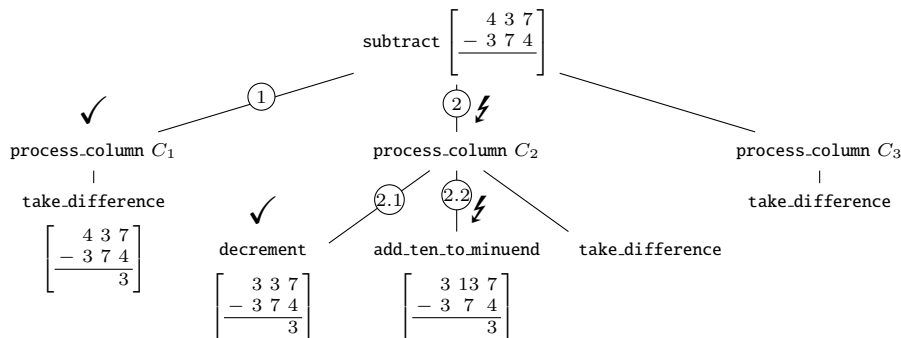 subtract
4 3 7
− 3 7 4
1
2
process_column C1
process_column C2
process_column C3
take_difference
2.1
2.2
take_difference
4 3 7
− 3 7 4
3
decrement
add_ten_to_minuend
take_difference
3 3 7
− 3 7 4
3
3 13 7
− 3 7 4
3